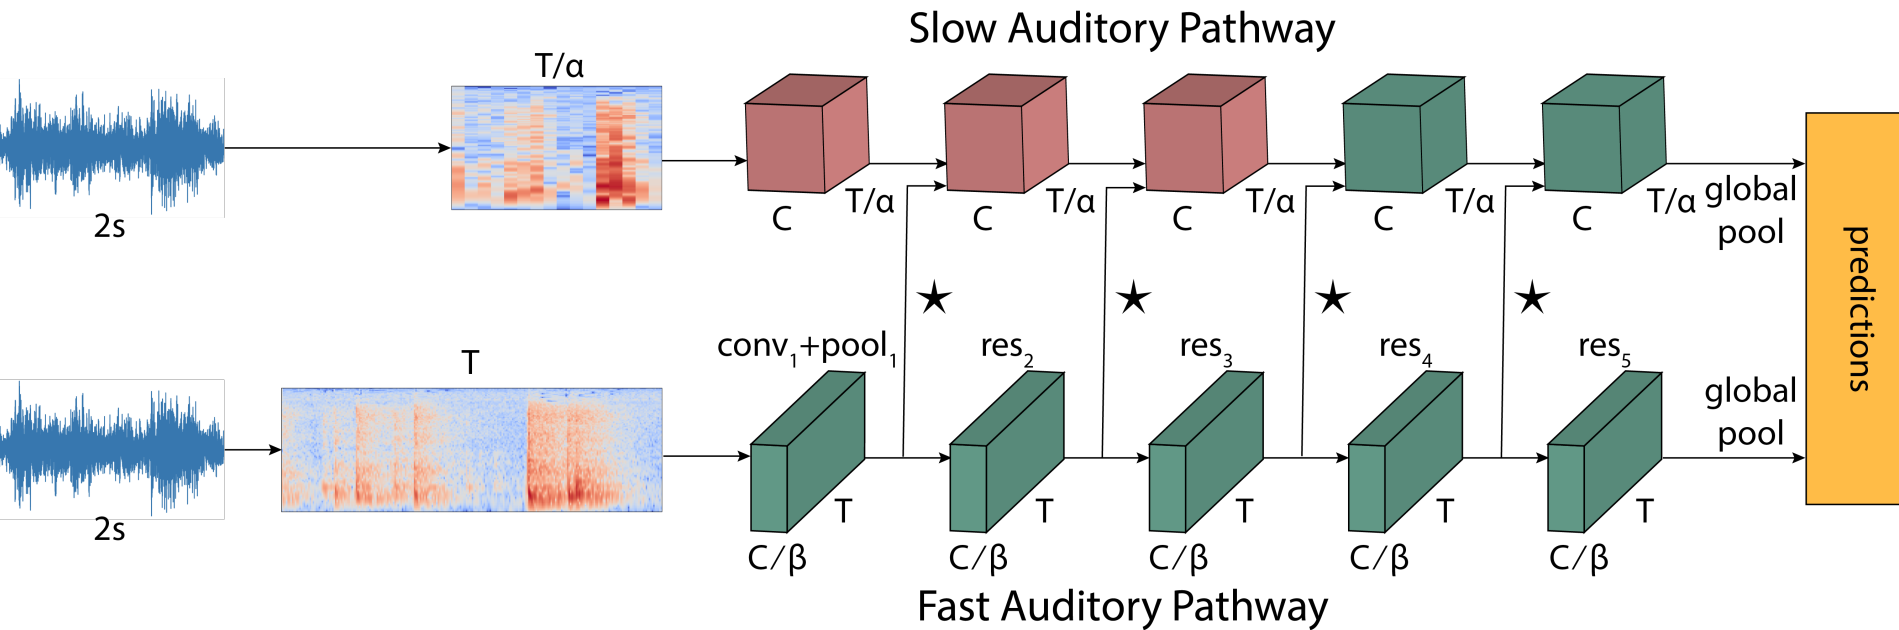 Slow Auditory Pathway
T/α
2s
C T/α C T/α C T/α C T/α C T/α
global
pool
predictions
★ ★ ★ ★
conv₁+pool₁ res₂ res₃ res₄ res₅
T
2s
T T T T T
C/β C/β C/β C/β C/β
global
pool
Fast Auditory Pathway